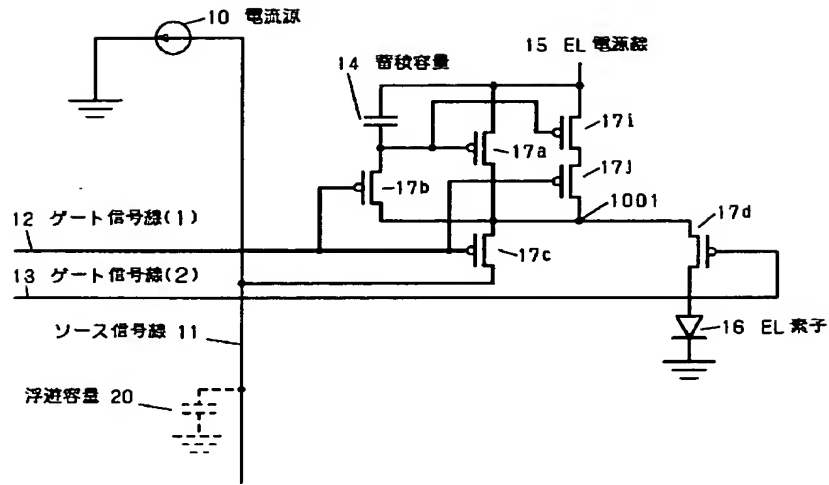 10 電流源
15 EL 電源線
14 蓄積容量
17i
17a
17j
17b
1001
17d
12 ゲート信号線(1)
17c
13 ゲート信号線(2)
ソース信号線 11
16 EL 素子
浮遊容量 20